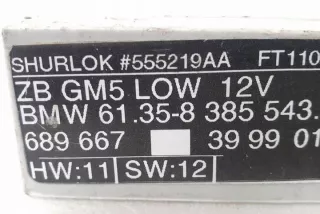 SHURLOK #555219AA FT110
ZB GM5 LOW 12V
BMW 61.35-8 385 543.
689 667 39 99 01
HW:11 SW:12